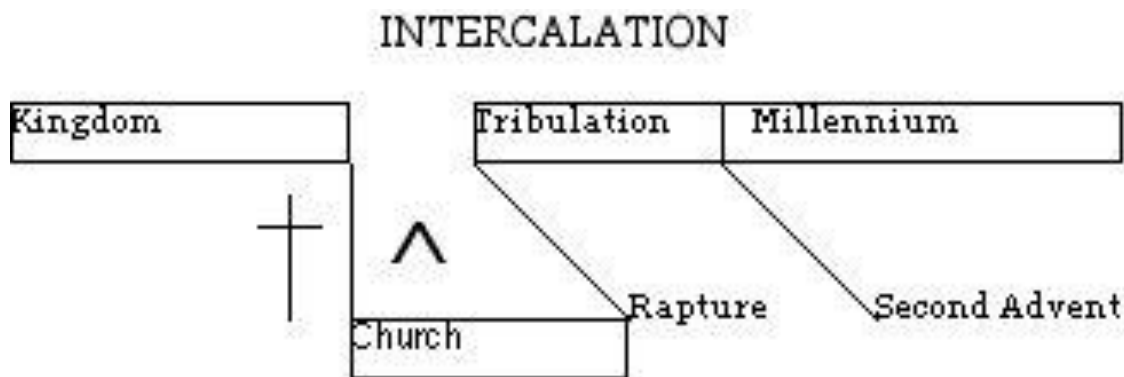 INTERCALATION
Kingdom
Tribulation
Millennium
^
Rapture
Second Advent
Church